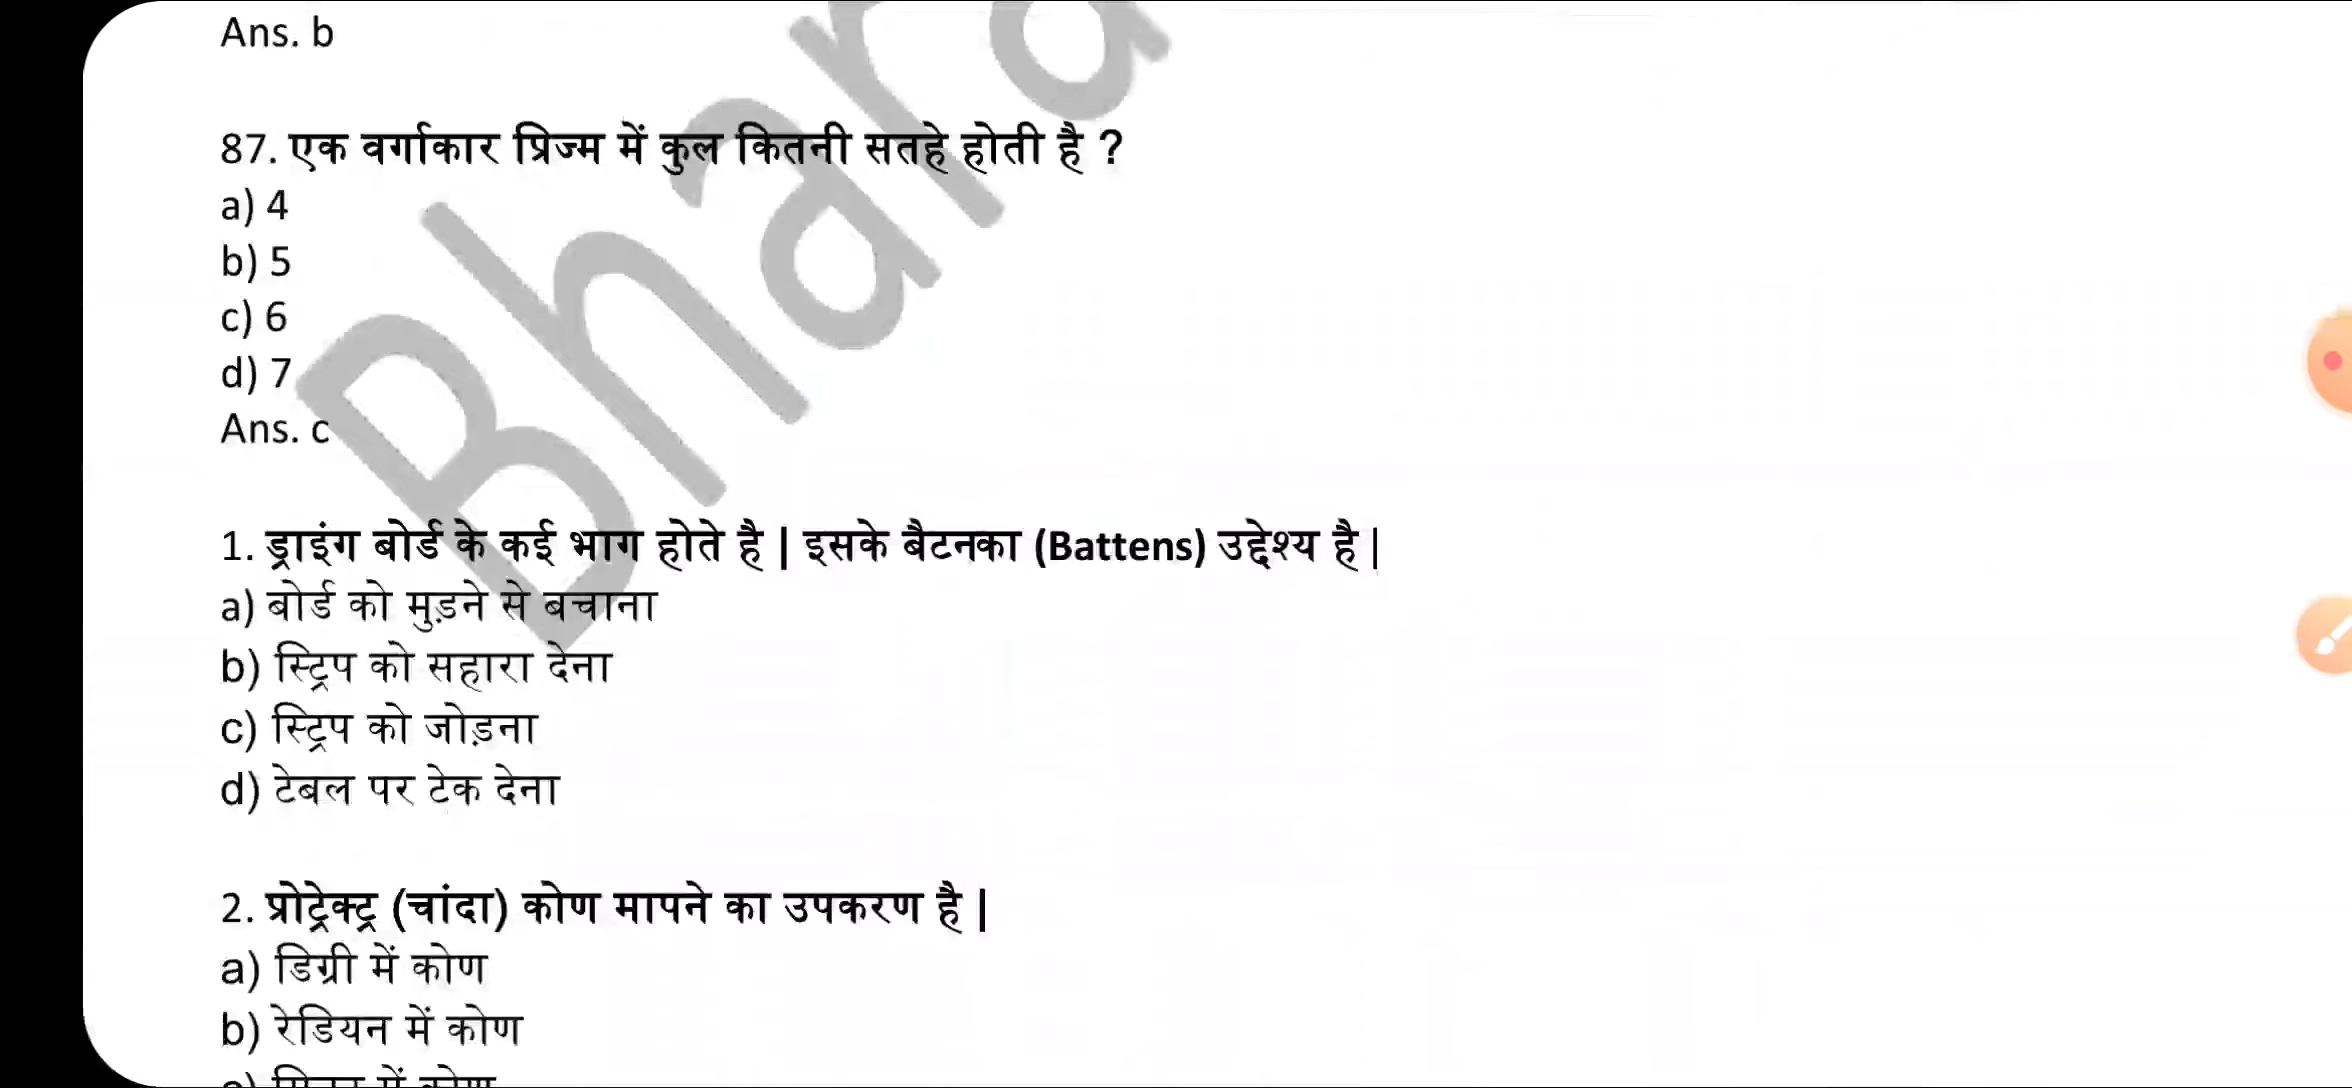 Ans. b
87. एक वर्गाकार प्रिज्म में कुल कितनी सतहे होती है ?
a) 4
b) 5
c) 6
d) 7
Ans. c
1. ड्राइंग बोर्ड के कई भाग होते है | इसके बैटनका (Battens) उद्देश्य है |
a) बोर्ड को मुड़ने से बचाना
b) स्ट्रिप को सहारा देना
c) स्ट्रिप को जोड़ना
d) टेबल पर टेक देना
2. प्रोट्रेक्ट्र (चांदा) कोण मापने का उपकरण है |
a) डिग्री में कोण
b) रेडियन में कोण